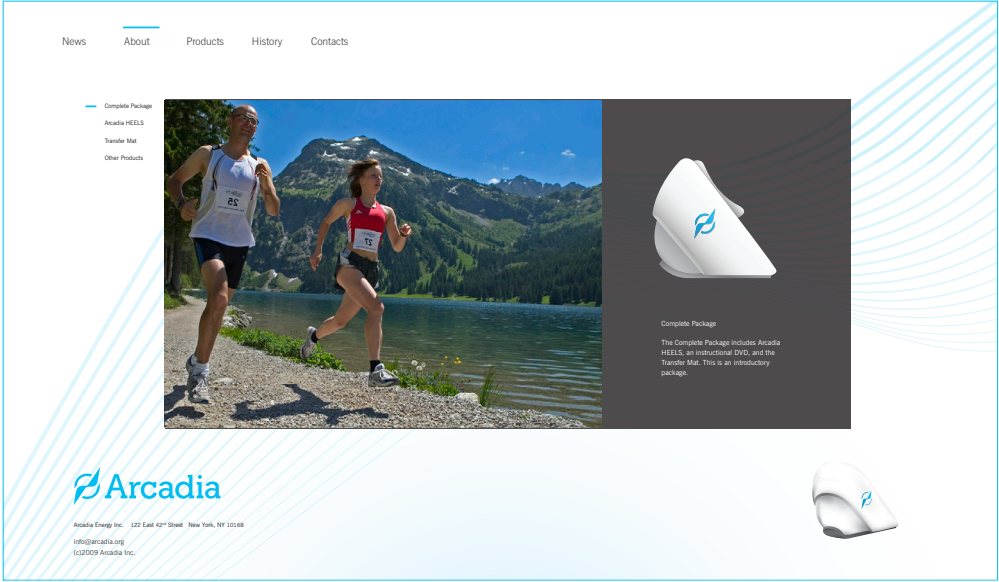 News About Products History Contacts
Complete Package
Arcadia HEELS
Transfer Mat
Other Products
25
27
Complete Package
The Complete Package includes Arcadia
HEELS, an instructional DVD, and the
Transfer Mat. This is an introductory
package.
Arcadia
Arcadia Energy Inc. 122 East 42nd Street New York, NY 10168
info@arcadia.org
(c)2009 Arcadia Inc.